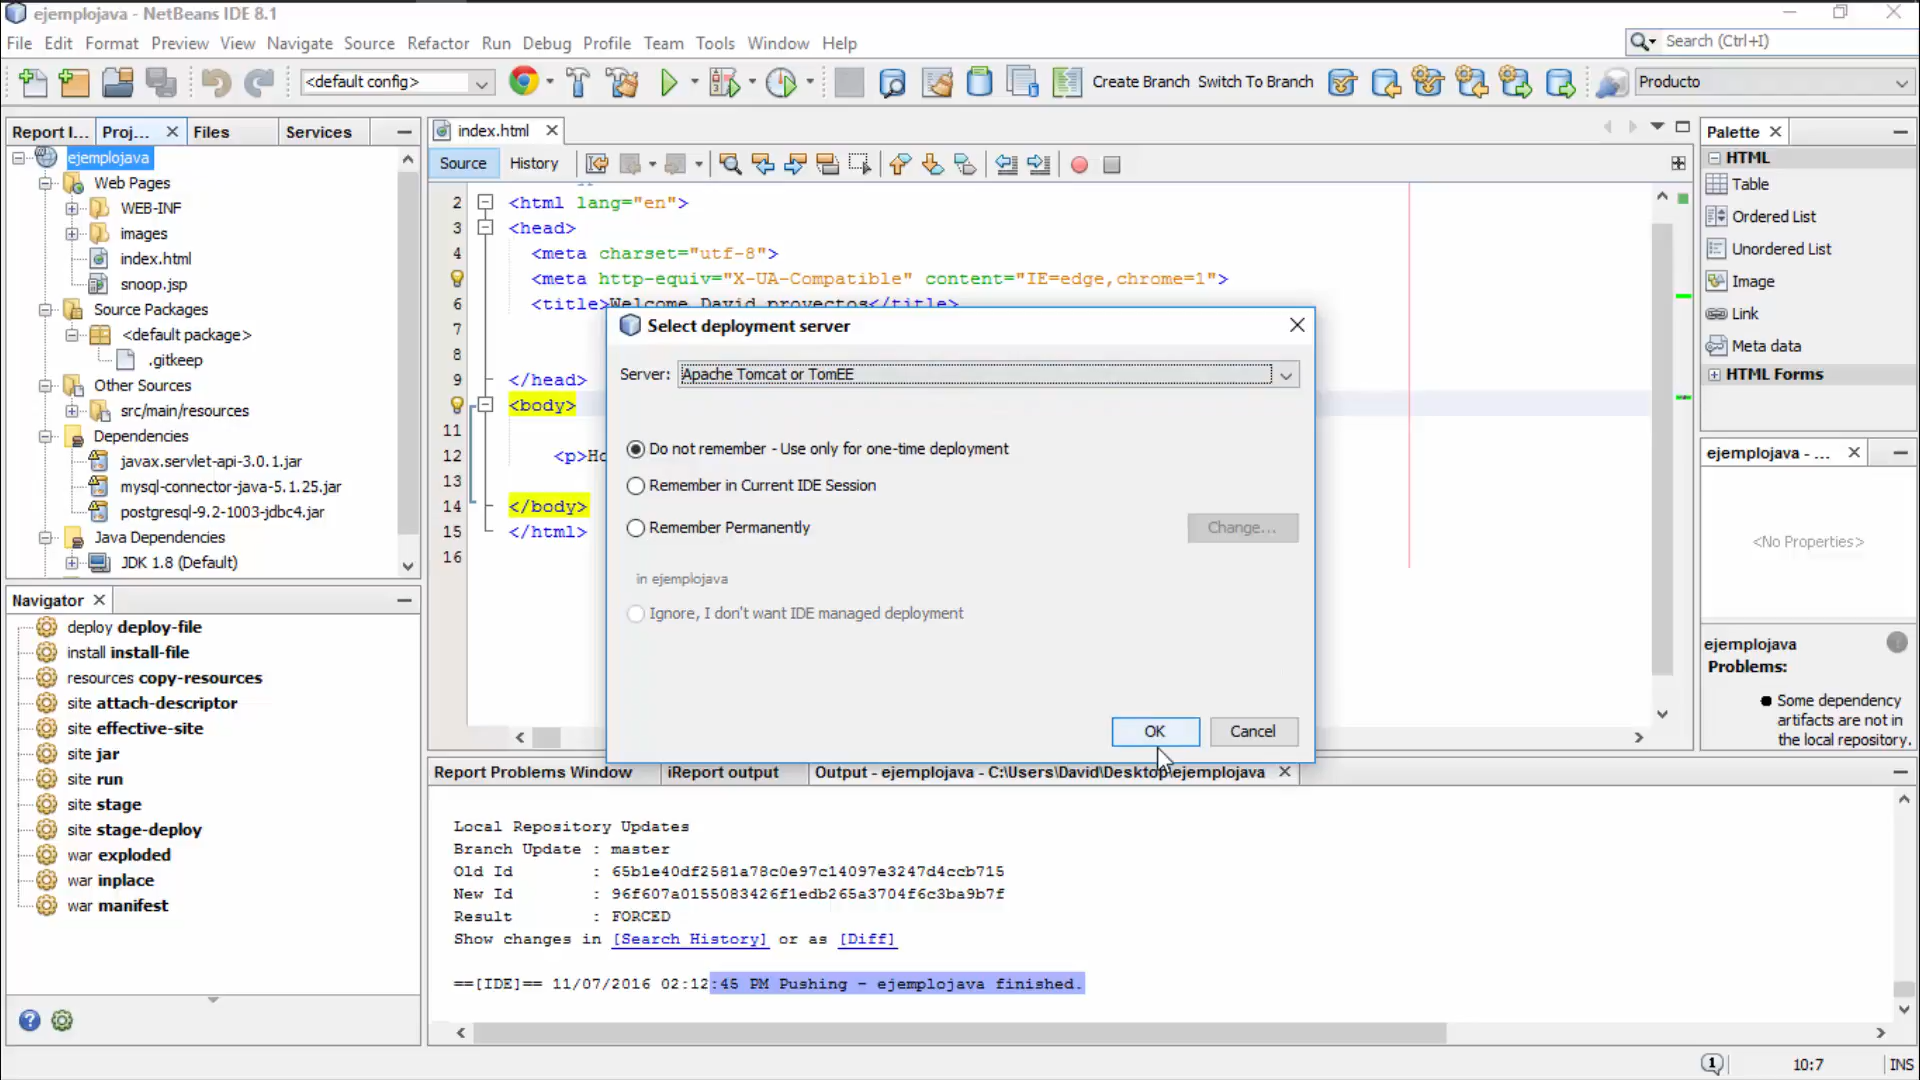 ejemplojava - NetBeans IDE 8.1
File Edit Format Preview View Navigate Source Refactor Run Debug Profile Team Tools Window Help
Search (Ctrl+I)
<default config>
Create Branch Switch To Branch
Producto
Report I... Proj... Files Services
ejemplojava
Web Pages
WEB-INF
images
index.html
snoop.jsp
Source Packages
<default package>
.gitkeep
Other Sources
src/main/resources
Dependencies
javax.servlet-api-3.0.1.jar
mysql-connector-java-5.1.25.jar
postgresql-9.2-1003-jdbc4.jar
Java Dependencies
JDK 1.8 (Default)
Navigator
deploy deploy-file
install install-file
resources copy-resources
site attach-descriptor
site effective-site
site jar
site run
site stage
site stage-deploy
war exploded
war inplace
war manifest
index.html
Source History
2 <html lang="en">
3 <head>
4 <meta charset="utf-8">
<meta http-equiv="X-UA-Compatible" content="IE=edge,chrome=1">
6 <title>Welcome David proyectos</title>
7
8
9 </head>
<body>
11
12 <p>Ho
13
14 </body>
15 </html>
16
Select deployment server
Server: Apache Tomcat or TomEE
Do not remember - Use only for one-time deployment
Remember in Current IDE Session
Remember Permanently
Change...
in ejemplojava
Ignore, I don't want IDE managed deployment
OK Cancel
Report Problems Window iReport output Output - ejemplojava - C:\Users\David\Desktop\ejemplojava
Local Repository Updates
Branch Update : master
Old Id : 65b1e40df2581a78c0e97c14097e3247d4ccb715
New Id : 96f607a0155083426f1edb265a3704f6c3ba9b7f
Result : FORCED
Show changes in [Search History] or as [Diff]
==[IDE]== 11/07/2016 02:12:45 PM Pushing - ejemplojava finished.
Palette
HTML
Table
Ordered List
Unordered List
Image
Link
Meta data
HTML Forms
ejemplojava - ...
<No Properties>
ejemplojava
Problems:
Some dependency
artifacts are not in
the local repository.
1
10:7
INS